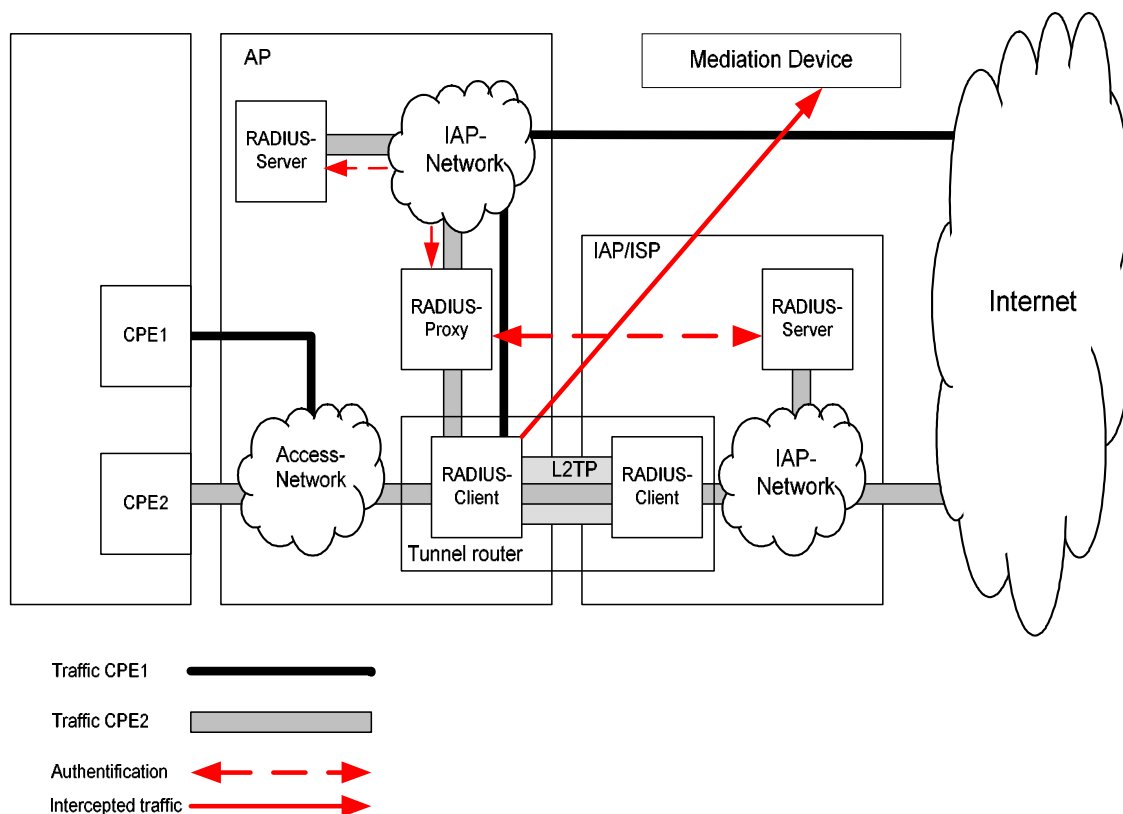 AP
Mediation Device
RADIUS-
Server
IAP-
Network
IAP/ISP
RADIUS-
Proxy
RADIUS-
Server
Internet
CPE1
Access-
Network
CPE2
RADIUS-
Client
L2TP
RADIUS-
Client
IAP-
Network
Tunnel router
Traffic CPE1
Traffic CPE2
Authentification
Intercepted traffic